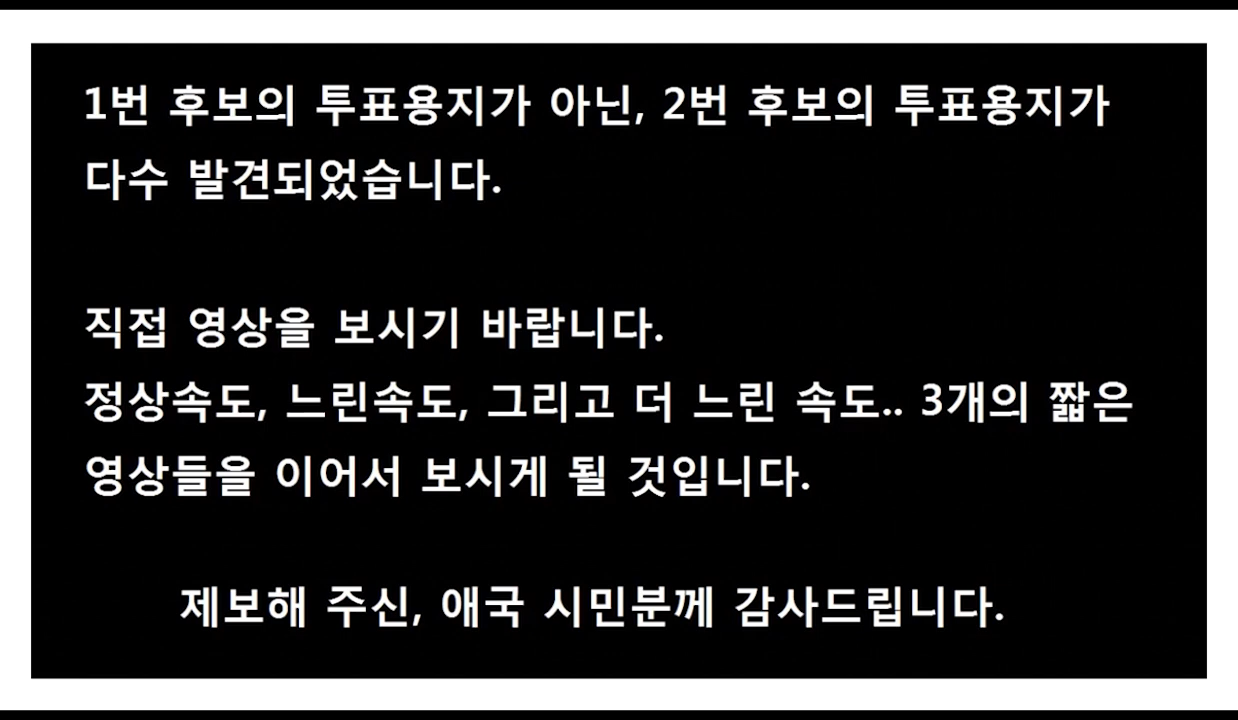 1번 후보의 투표용지가 아닌, 2번 후보의 투표용지가
다수 발견되었습니다.
직접 영상을 보시기 바랍니다.
정상속도, 느린속도, 그리고 더 느린 속도.. 3개의 짧은
영상들을 이어서 보시게 될 것입니다.
제보해 주신, 애국 시민분께 감사드립니다.